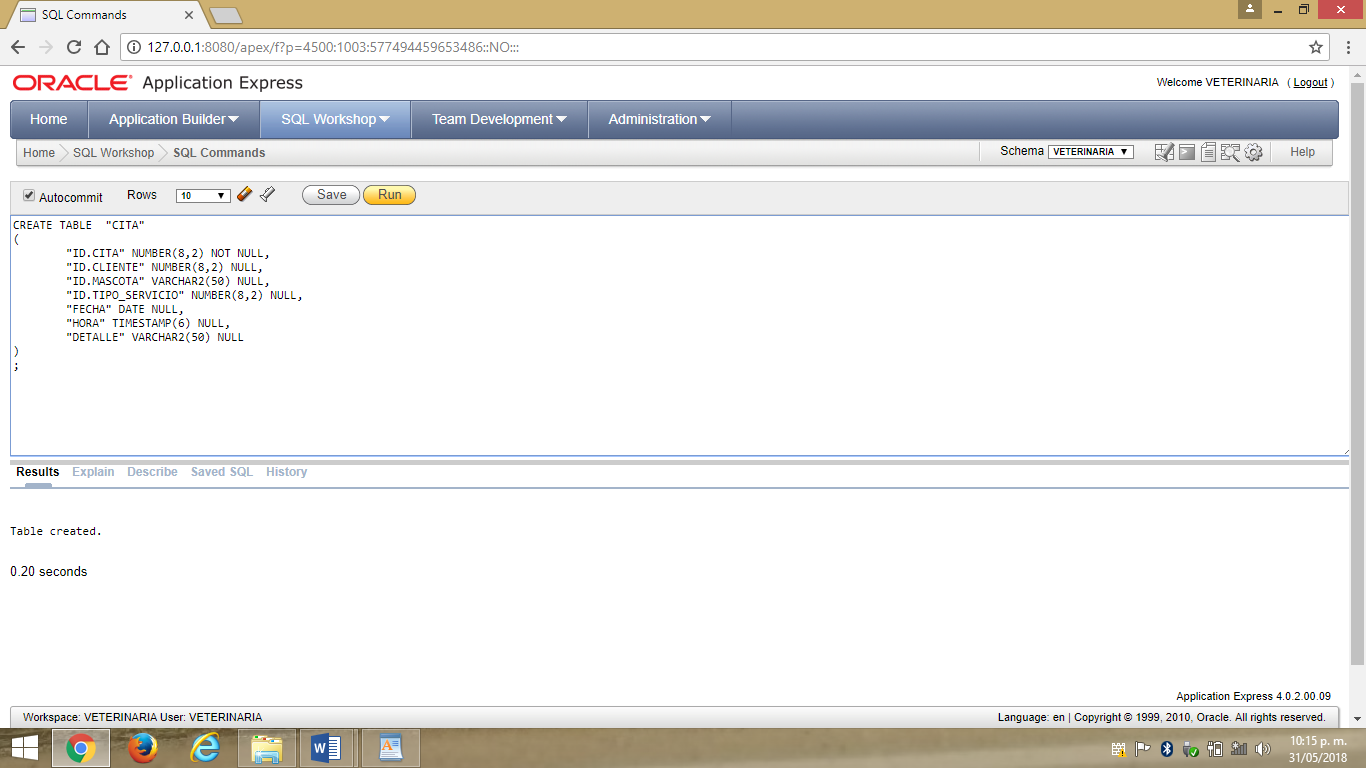 SQL Commands
127.0.0.1:8080/apex/f?p=4500:1003:577494459653486::NO:::
ORACLE Application Express
Welcome VETERINARIA ( Logout )
Home Application Builder SQL Workshop Team Development Administration
Home SQL Workshop SQL Commands Schema VETERINARIA Help
Autocommit Rows 10 Save Run
CREATE TABLE "CITA"
(
"ID.CITA" NUMBER(8,2) NOT NULL,
"ID.CLIENTE" NUMBER(8,2) NULL,
"ID.MASCOTA" VARCHAR2(50) NULL,
"ID.TIPO_SERVICIO" NUMBER(8,2) NULL,
"FECHA" DATE NULL,
"HORA" TIMESTAMP(6) NULL,
"DETALLE" VARCHAR2(50) NULL
)
;
Results Explain Describe Saved SQL History
Table created.
0.20 seconds
Application Express 4.0.2.00.09
Workspace: VETERINARIA User: VETERINARIA Language: en | Copyright © 1999, 2010, Oracle. All rights reserved.
10:15 p. m.
31/05/2018